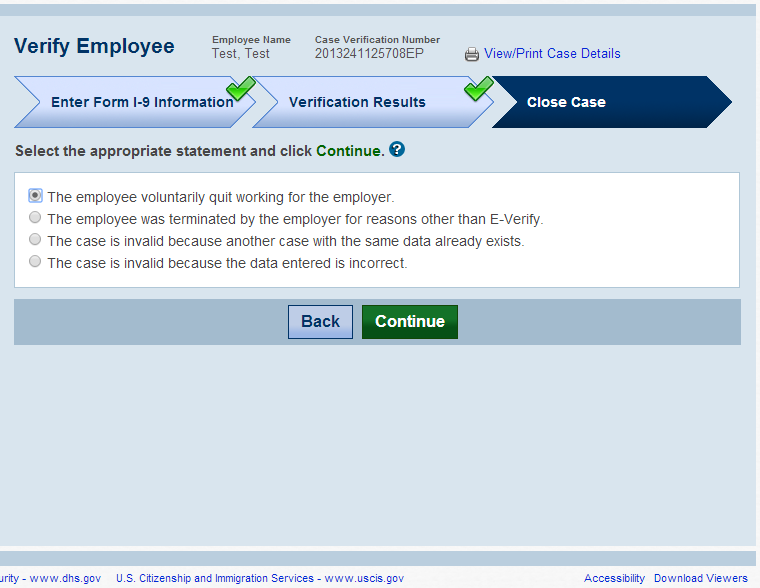 Verify Employee
Employee Name
Test, Test
Case Verification Number
2013241125708EP
View/Print Case Details
Enter Form I-9 Information
Verification Results
Close Case
Select the appropriate statement and click Continue. ?
The employee voluntarily quit working for the employer.
The employee was terminated by the employer for reasons other than E-Verify.
The case is invalid because another case with the same data already exists.
The case is invalid because the data entered is incorrect.
Back Continue
urity - www.dhs.gov U.S. Citizenship and Immigration Services - www.uscis.gov Accessibility Download Viewers